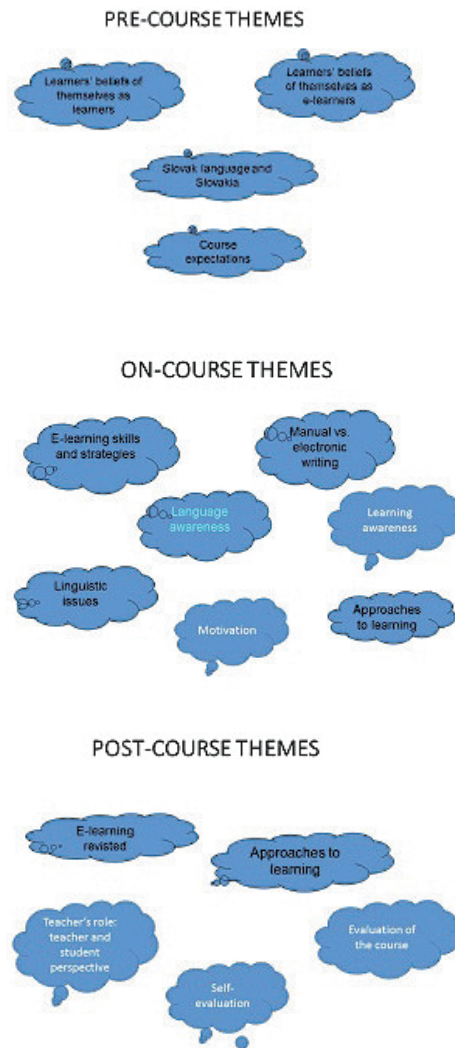 PRE-COURSE THEMES
Learners' beliefs of
themselves as
learners
Learners' beliefs
of themselves as
e-learners
Slovak language and
Slovakia
Course
expectations
ON-COURSE THEMES
E-learning skills
and strategies
Manual vs.
electronic
writing
Language
awareness
Learning
awareness
Linguistic
issues
Motivation
Approaches
to learning
POST-COURSE THEMES
E-learning
revisted
Approaches to
learning
Teacher's role:
teacher and
student
perspective
Evaluation of
the course
Self-
evaluation